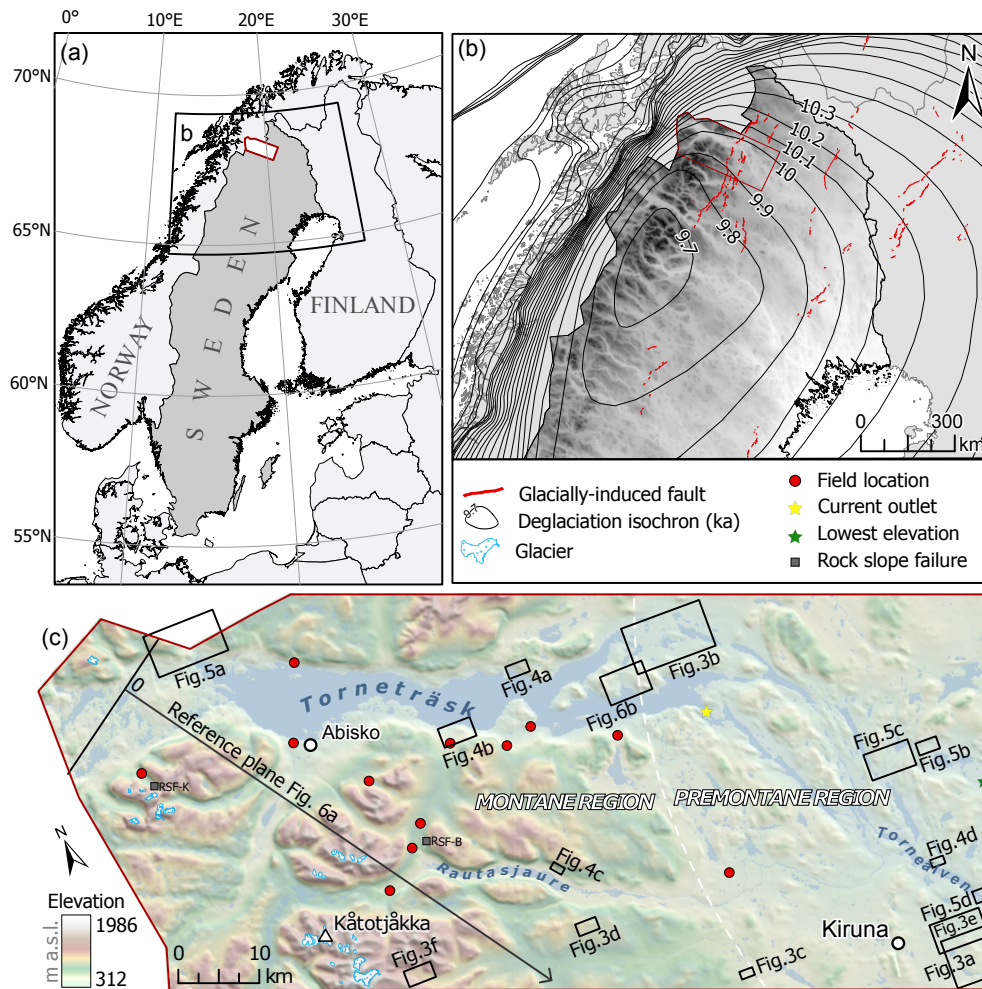 0°
10°E
20°E
30°E
(a)
70°N
b
65°N
60°N
55°N
NORWAY
SWEDEN
FINLAND
(b)
N
10.3
10.2
10.1
10
9.9
9.8
9.7
0 300
km
Glacially-induced fault
Deglaciation isochron (ka)
Glacier
Field location
Current outlet
Lowest elevation
Rock slope failure
(c)
0
Fig.5a
Torneträsk
Fig.4a
Fig.3b
Fig.6b
Abisko
Fig.4b
Fig.5c
Fig.5b
Reference plane Fig. 6a
RSF-K
MONTANE REGION
PREMONTANE REGION
RSF-B
Rautasjaure
Fig.4c
Torneälven
Fig.4d
Fig.5d
Fig.3e
Fig.3a
Kiruna
Fig.3d
Fig.3c
Kåtotjåkka
Fig.3f
N
Elevation
m a.s.l.
1986
312
0 10
km